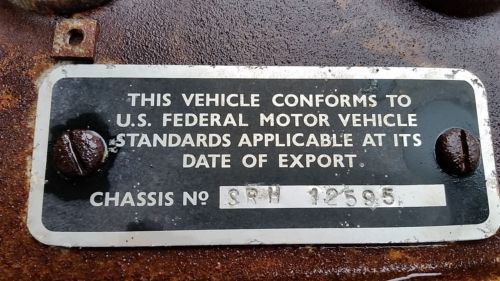 THIS VEHICLE CONFORMS TO
U.S. FEDERAL MOTOR VEHICLE
STANDARDS APPLICABLE AT ITS
DATE OF EXPORT.
CHASSIS Nº SRH 12595